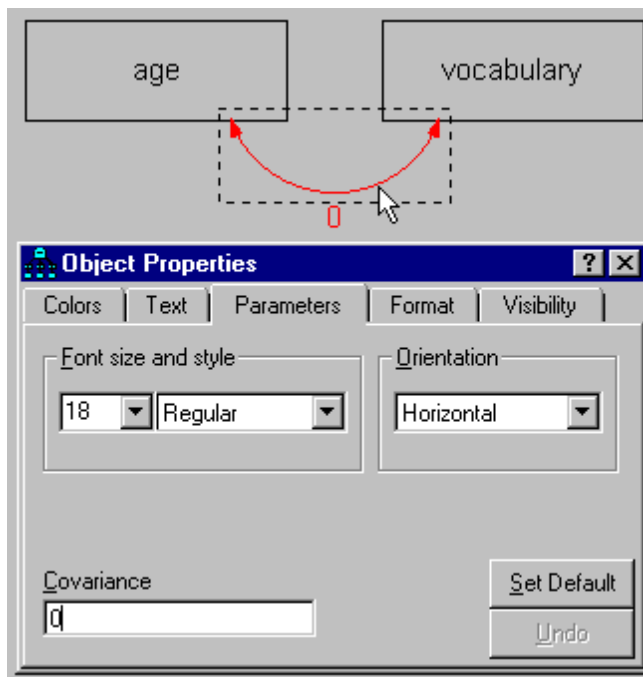 age vocabulary
0
Object Properties
Colors Text Parameters Format Visibility
Font size and style Orientation
18 Regular Horizontal
Covariance Set Default
0
Undo